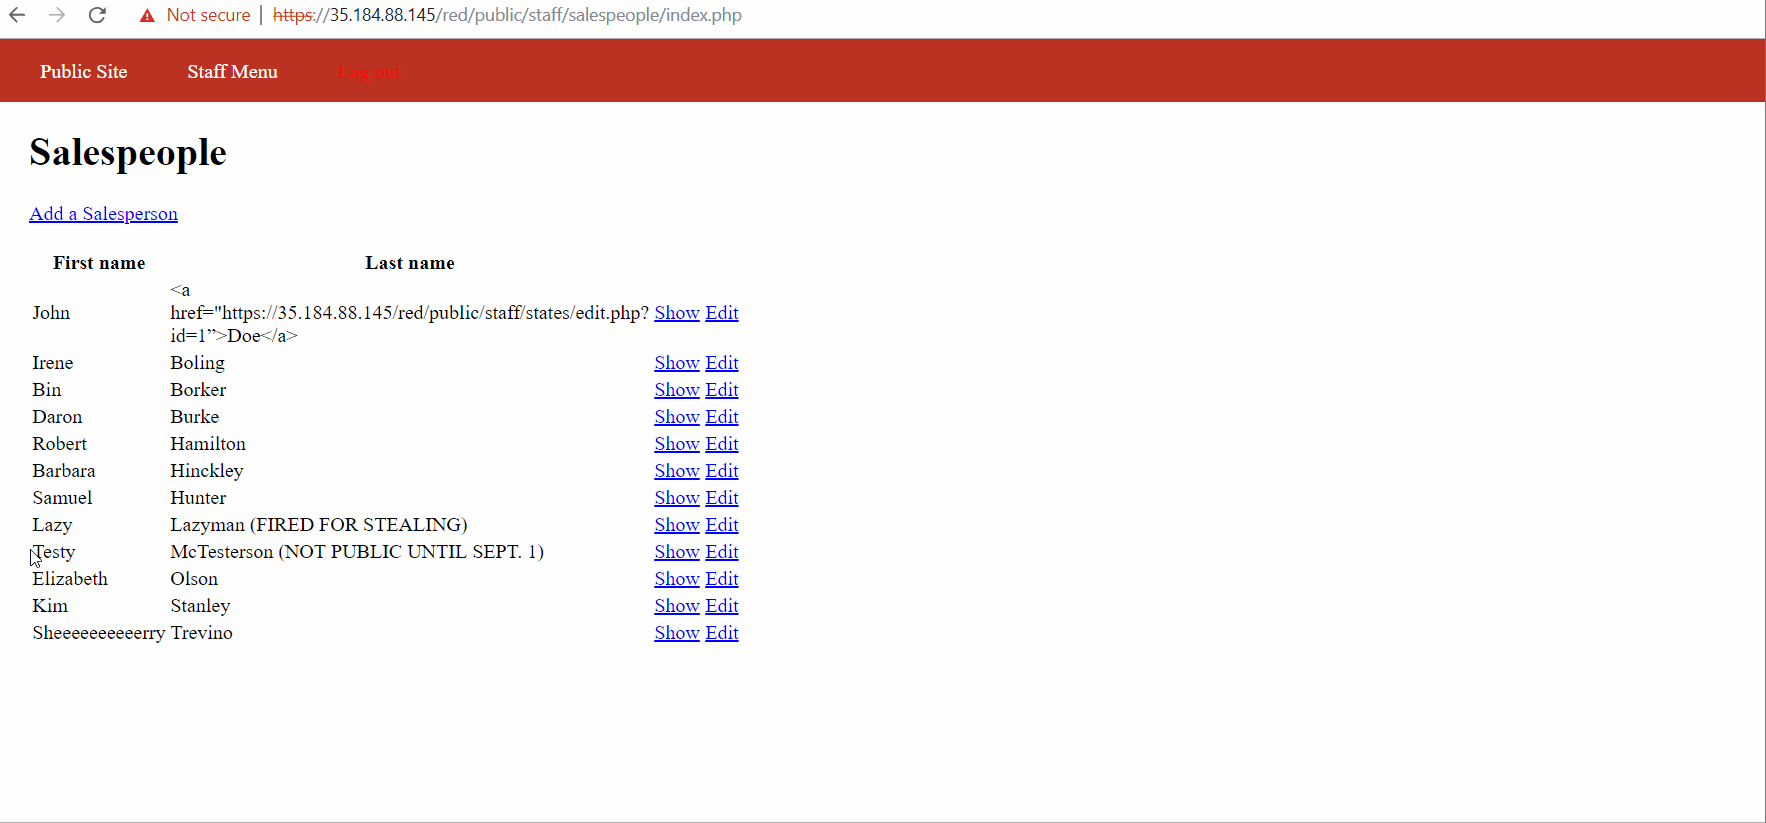 Not secure | https://35.184.88.145/red/public/staff/salespeople/index.php
Public Site Staff Menu Log out
Salespeople
Add a Salesperson
First name Last name
<a
John href="https://35.184.88.145/red/public/staff/states/edit.php? Show Edit
id=1”>Doe</a>
Irene Boling Show Edit
Bin Borker Show Edit
Daron Burke Show Edit
Robert Hamilton Show Edit
Barbara Hinckley Show Edit
Samuel Hunter Show Edit
Lazy Lazyman (FIRED FOR STEALING) Show Edit
Testy McTesterson (NOT PUBLIC UNTIL SEPT. 1) Show Edit
Elizabeth Olson Show Edit
Kim Stanley Show Edit
Sheeeeeeeeeerry Trevino Show Edit